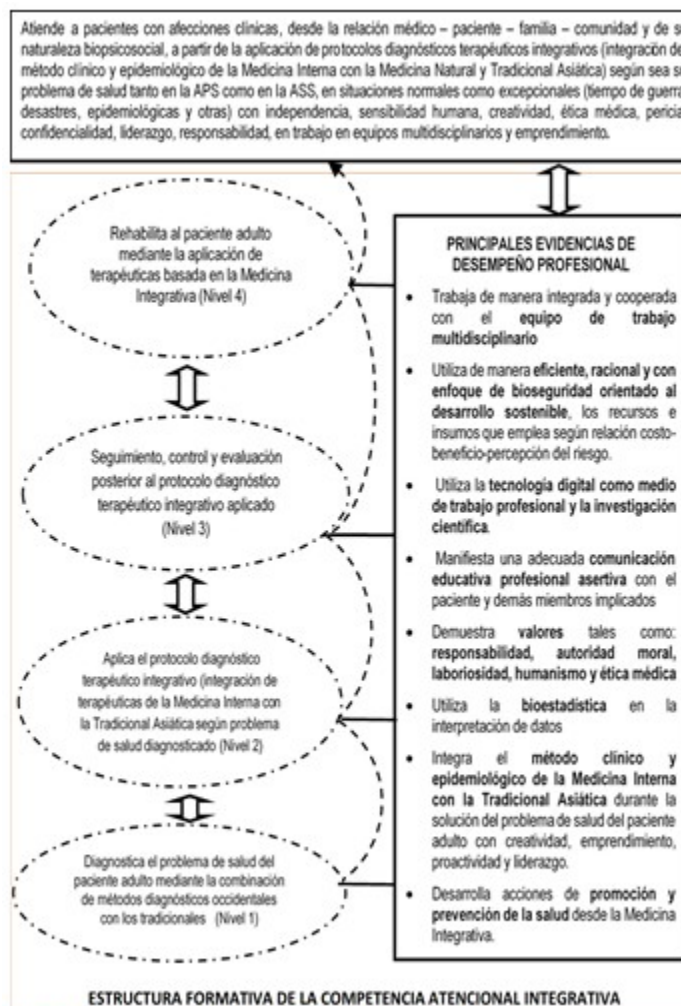 Atiende a pacientes con afecciones clínicas, desde la relación médico – paciente – familia – comunidad y de su
naturaleza biopsicosocial, a partir de la aplicación de protocolos diagnósticos terapéuticos integrativos (integración de
método clínico y epidemiológico de la Medicina Interna con la Medicina Natural y Tradicional Asiática) según sea su
problema de salud tanto en la APS como en la ASS, en situaciones normales como excepcionales (tiempo de guerra
desastres, epidemiológicas y otras) con independencia, sensibilidad humana, creatividad, ética médica, pericia,
confidencialidad, liderazgo, responsabilidad, en trabajo en equipos multidisciplinarios y emprendimiento.
Rehabilita al paciente adulto
mediante la aplicación de
terapéuticas basada en la Medicina
Integrativa (Nivel 4)
Seguimiento, control y evaluación
posterior al protocolo diagnóstico
terapéutico integrativo aplicado
(Nivel 3)
Aplica el protocolo diagnóstico
terapéutico integrativo (integración de
terapéuticas de la Medicina Interna con
la Tradicional Asiática según problema
de salud diagnosticado (Nivel 2)
Diagnostica el problema de salud del
paciente adulto mediante la combinación
de métodos diagnósticos occidentales
con los tradicionales (Nivel 1)
PRINCIPALES EVIDENCIAS DE
DESEMPEÑO PROFESIONAL
• Trabaja de manera integrada y cooperada
con el equipo de trabajo
multidisciplinario
• Utiliza de manera eficiente, racional y con
enfoque de bioseguridad orientado al
desarrollo sostenible, los recursos e
insumos que emplea según relación costo-
beneficio-percepción del riesgo.
• Utiliza la tecnología digital como medio
de trabajo profesional y la investigación
científica.
• Manifiesta una adecuada comunicación
educativa profesional asertiva con el
paciente y demás miembros implicados
• Demuestra valores tales como:
responsabilidad, autoridad moral,
laboriosidad, humanismo y ética médica
• Utiliza la bioestadística en la
interpretación de datos
• Integra el método clínico y
epidemiológico de la Medicina Interna
con la Tradicional Asiática durante la
solución del problema de salud del paciente
adulto con creatividad, emprendimiento,
proactividad y liderazgo.
• Desarrolla acciones de promoción y
prevención de la salud desde la Medicina
Integrativa.
ESTRUCTURA FORMATIVA DE LA COMPETENCIA ATENCIONAL INTEGRATIVA